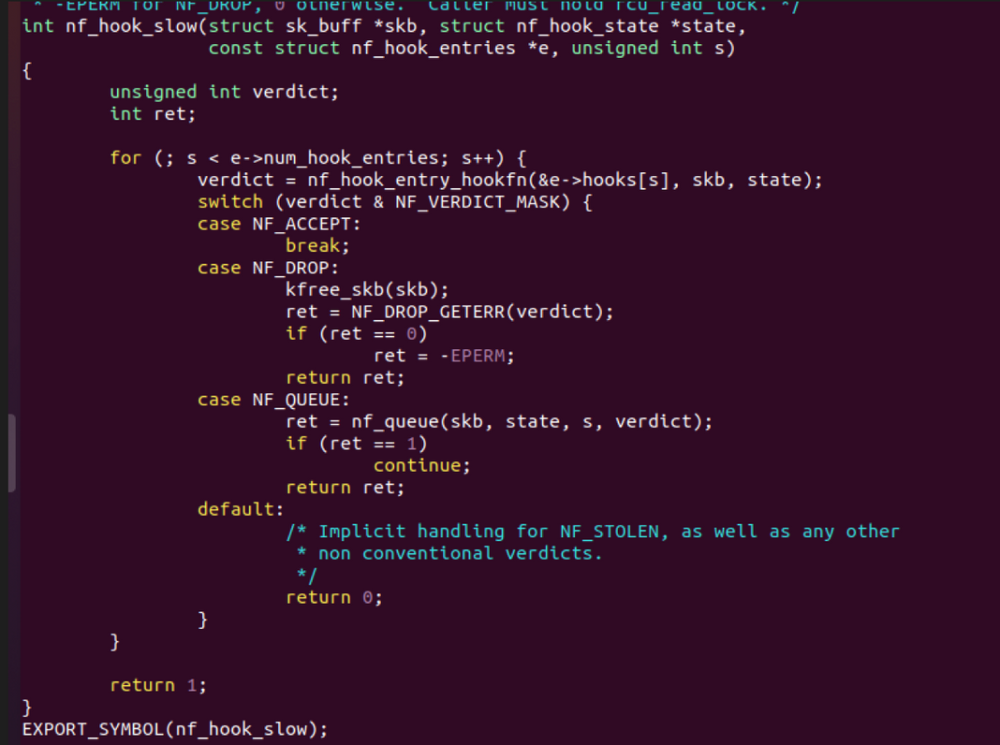 * -EPERM for NF_DROP, 0 otherwise.  Caller must hold rcu_read_lock. */
int nf_hook_slow(struct sk_buff *skb, struct nf_hook_state *state,
                 const struct nf_hook_entries *e, unsigned int s)
{
        unsigned int verdict;
        int ret;

        for (; s < e->num_hook_entries; s++) {
                verdict = nf_hook_entry_hookfn(&e->hooks[s], skb, state);
                switch (verdict & NF_VERDICT_MASK) {
                case NF_ACCEPT:
                        break;
                case NF_DROP:
                        kfree_skb(skb);
                        ret = NF_DROP_GETERR(verdict);
                        if (ret == 0)
                                ret = -EPERM;
                        return ret;
                case NF_QUEUE:
                        ret = nf_queue(skb, state, s, verdict);
                        if (ret == 1)
                                continue;
                        return ret;
                default:
                        /* Implicit handling for NF_STOLEN, as well as any other
                         * non conventional verdicts.
                         */
                        return 0;
                }
        }

        return 1;
}
EXPORT_SYMBOL(nf_hook_slow);